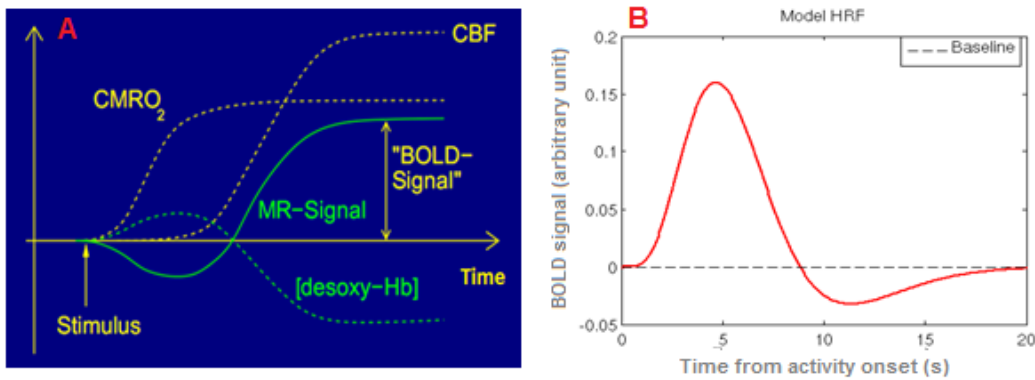 A
CBF
CMRO2
"BOLD-
Signal"
MR-Signal
Time
[desoxy-Hb]
Stimulus
B
Model HRF
Baseline
BOLD signal (arbitrary unit)
0.2
0.15
0.1
0.05
0
-0.05
0 5 10 15 20
Time from activity onset (s)